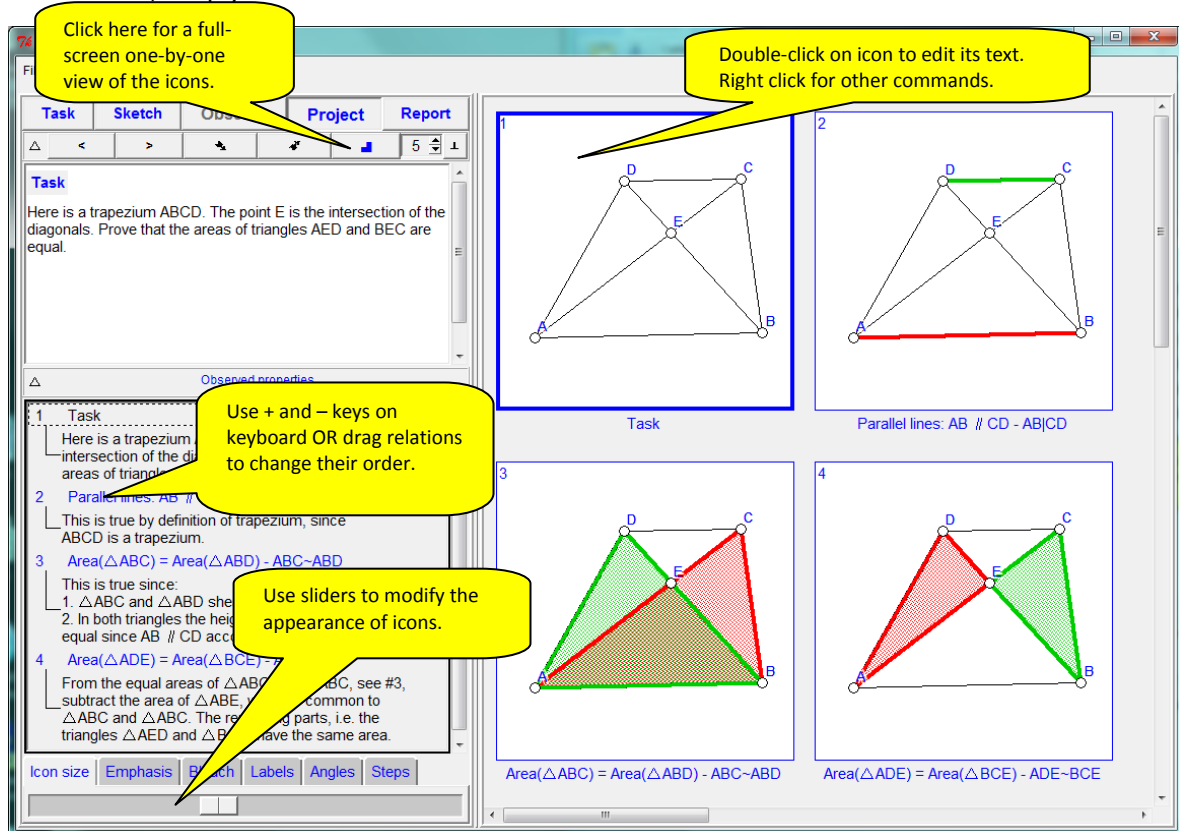 Click here for a full-
screen one-by-one
view of the icons.
Double-click on icon to edit its text.
Right click for other commands.
Task Sketch Project Report
< > 5
Task
Here is a trapezium ABCD. The point E is the intersection of the
diagonals. Prove that the areas of triangles AED and BEC are
equal.
Observed properties
1 Task
Here is a trapezium
intersection of the
areas of
2 Parallel lines: AB //
This is true by definition of trapezium, since
ABCD is a trapezium.
3 Area(△ABC) = Area(△ABD) - ABC~ABD
This is true since:
1. △ABC and △ABD
2. In both triangles the
equal since AB // CD
4 Area(△ADE) = Area(△BCE) -
From the equal areas of see #3,
subtract the area of △ABE, common to
△ABC and △ABC. The parts, i.e. the
triangles △AED and have the same area.
Use + and – keys on
keyboard OR drag relations
to change their order.
Use sliders to modify the
appearance of icons.
Icon size Emphasis Labels Angles Steps
1
D C
E
A B
Task
2
D C
E
A B
Parallel lines: AB // CD - AB|CD
3
D C
E
A B
Area(△ABC) = Area(△ABD) - ABC~ABD
4
D C
E
A B
Area(△ADE) = Area(△BCE) - ADE~BCE